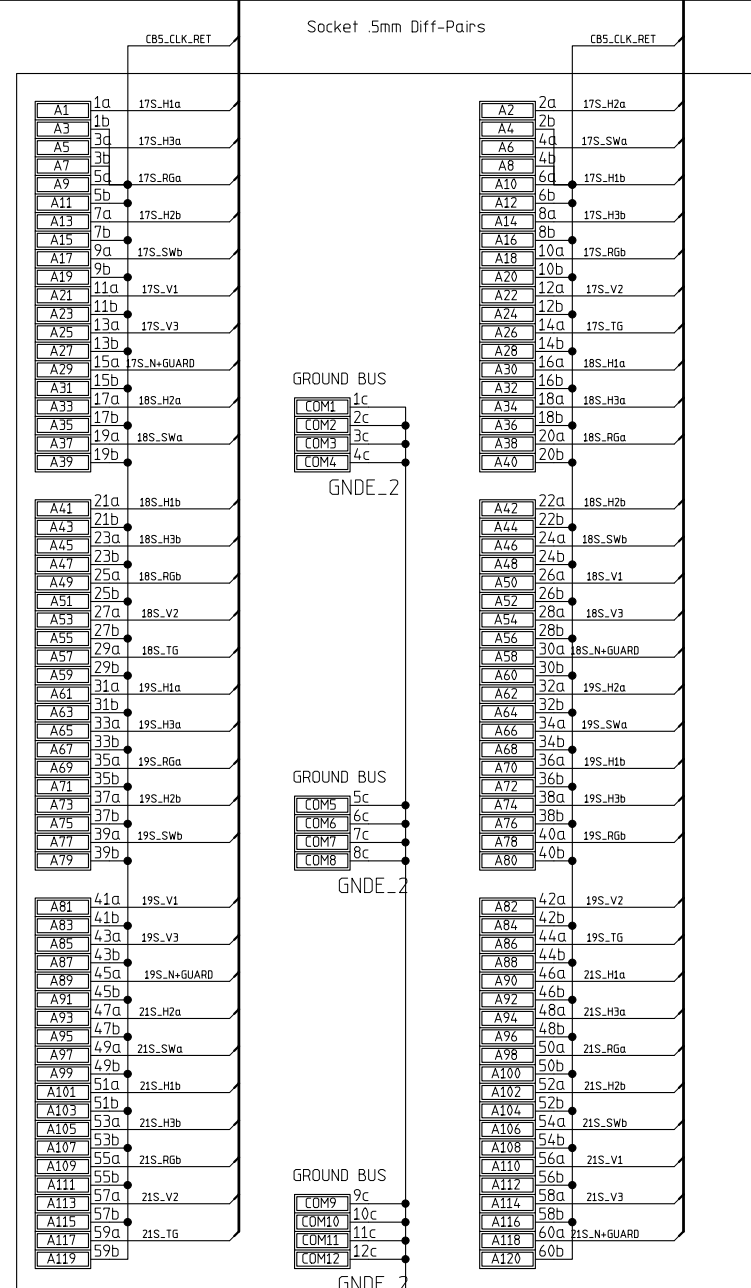 Socket .5mm Diff-Pairs
CB5_CLK_RET
A1 1a 17S_H1a
A3 1b
A5 3a 17S_H3a
A7 3b
A9 5a 17S_RGa
A11 5b
A13 7a 17S_H2b
A15 7b
A17 9a 17S_SWb
A19 9b
A21 11a 17S_V1
A23 11b
A25 13a 17S_V3
A27 13b
A29 15a 17S_N+GUARD
A31 15b
A33 17a 18S_H2a
A35 17b
A37 19a 18S_SWa
A39 19b
A41 21a 18S_H1b
A43 21b
A45 23a 18S_H3b
A47 23b
A49 25a 18S_RGb
A51 25b
A53 27a 18S_V2
A55 27b
A57 29a 18S_TG
A59 29b
A61 31a 19S_H1a
A63 31b
A65 33a 19S_H3a
A67 33b
A69 35a 19S_RGa
A71 35b
A73 37a 19S_H2b
A75 37b
A77 39a 19S_SWb
A79 39b
A81 41a 19S_V1
A83 41b
A85 43a 19S_V3
A87 43b
A89 45a 19S_N+GUARD
A91 45b
A93 47a 21S_H2a
A95 47b
A97 49a 21S_SWa
A99 49b
A101 51a 21S_H1b
A103 51b
A105 53a 21S_H3b
A107 53b
A109 55a 21S_RGb
A111 55b
A113 57a 21S_V2
A115 57b
A117 59a 21S_TG
A119 59b
GROUND BUS
COM1 1c
COM2 2c
COM3 3c
COM4 4c
GNDE_2
GROUND BUS
COM5 5c
COM6 6c
COM7 7c
COM8 8c
GNDE_2
GROUND BUS
COM9 9c
COM10 10c
COM11 11c
COM12 12c
GNDE_2
CB5_CLK_RET
A2 2a 17S_H2a
A4 2b
A6 4a 17S_SWa
A8 4b
A10 6a 17S_H1b
A12 6b
A14 8a 17S_H3b
A16 8b
A18 10a 17S_RGb
A20 10b
A22 12a 17S_V2
A24 12b
A26 14a 17S_TG
A28 14b
A30 16a 18S_H1a
A32 16b
A34 18a 18S_H3a
A36 18b
A38 20a 18S_RGa
A40 20b
A42 22a 18S_H2b
A44 22b
A46 24a 18S_SWb
A48 24b
A50 26a 18S_V1
A52 26b
A54 28a 18S_V3
A56 28b
A58 30a 18S_N+GUARD
A60 30b
A62 32a 19S_H2a
A64 32b
A66 34a 19S_SWa
A68 34b
A70 36a 19S_H1b
A72 36b
A74 38a 19S_H3b
A76 38b
A78 40a 19S_RGb
A80 40b
A82 42a 19S_V2
A84 42b
A86 44a 19S_TG
A88 44b
A90 46a 21S_H1a
A92 46b
A94 48a 21S_H3a
A96 48b
A98 50a 21S_RGa
A100 50b
A102 52a 21S_H2b
A104 52b
A106 54a 21S_SWb
A108 54b
A110 56a 21S_V1
A112 56b
A114 58a 21S_V3
A116 58b
A118 60a 21S_N+GUARD
A120 60b